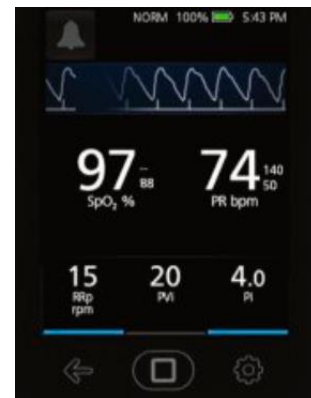 NORM 100% 5:43 PM
97 – 88
SpO₂ %
74 140 50
PR bpm
15
RRp
rpm
20
PVi
4.0
Pi